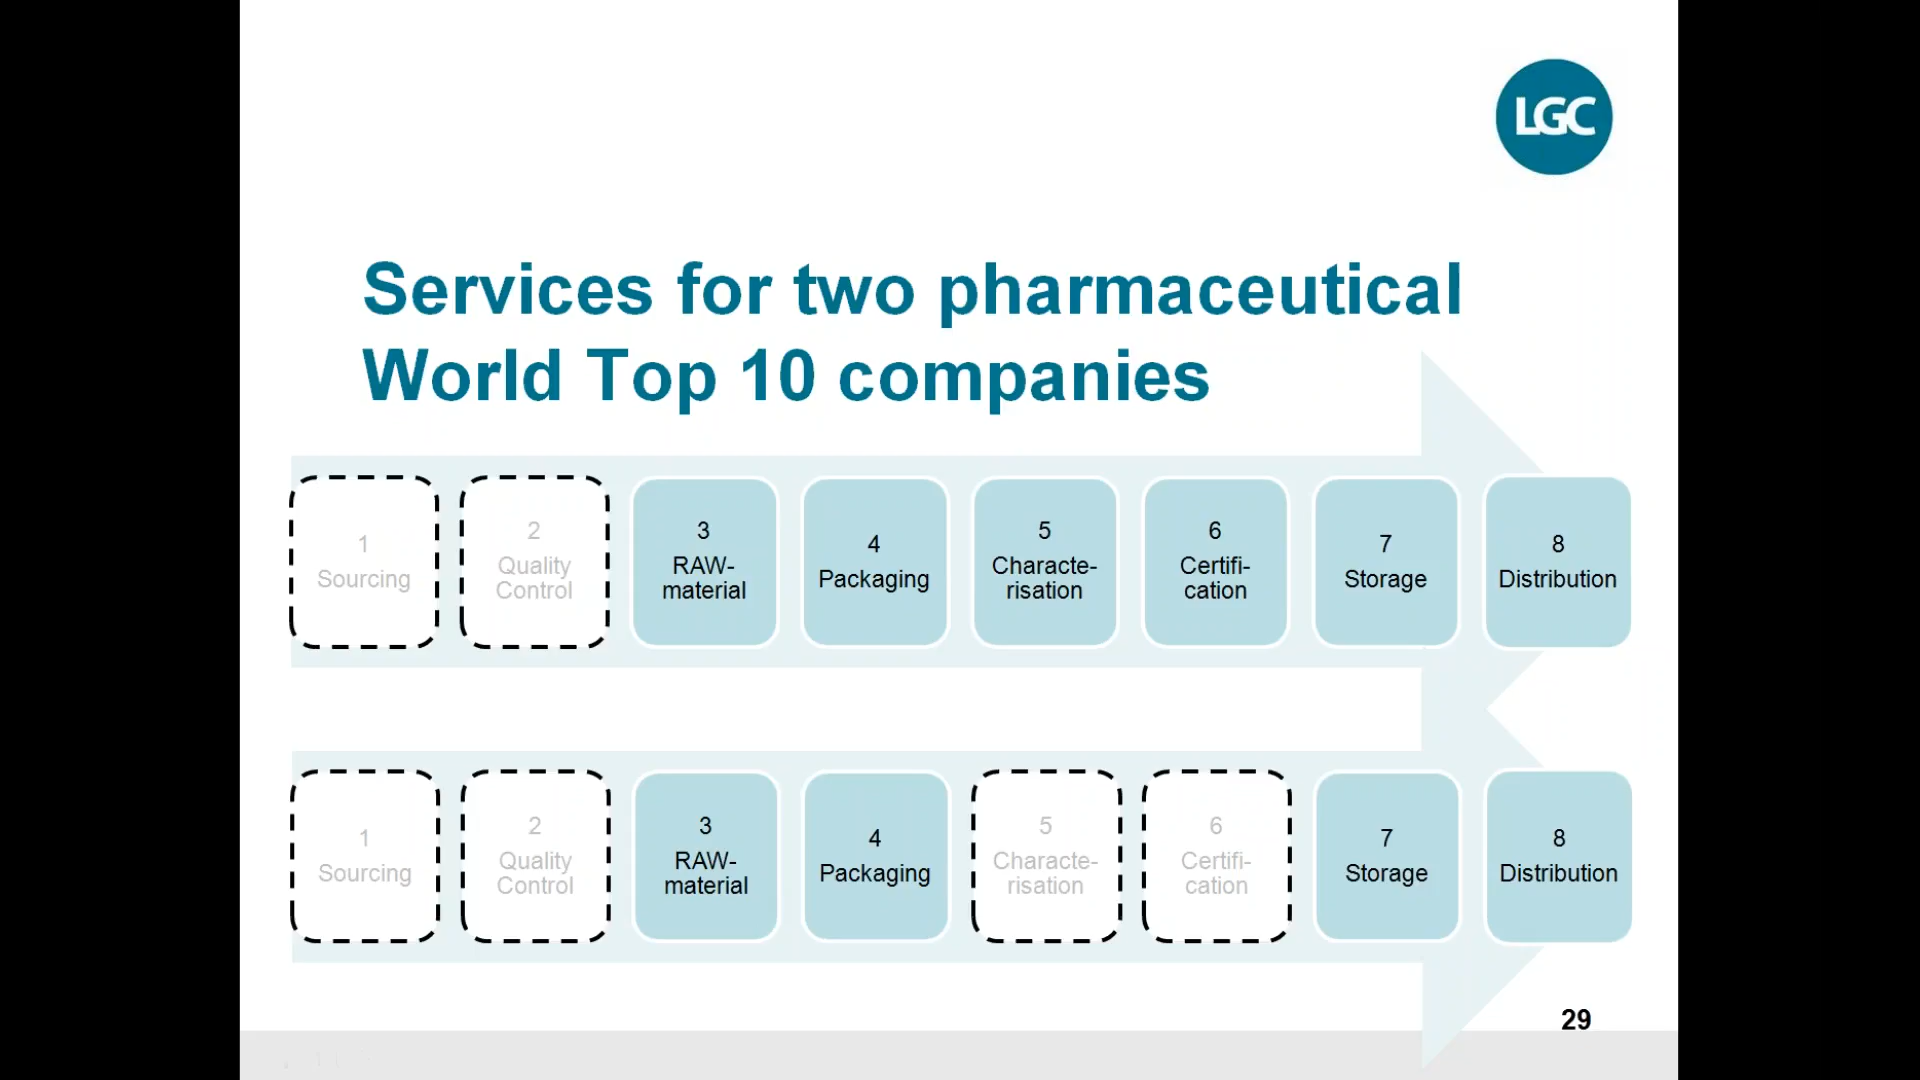 LGC
Services for two pharmaceutical
World Top 10 companies
1
Sourcing
2
Quality
Control
3
RAW-
material
4
Packaging
5
Characte-
risation
6
Certifi-
cation
7
Storage
8
Distribution
1
Sourcing
2
Quality
Control
3
RAW-
material
4
Packaging
5
Characte-
risation
6
Certifi-
cation
7
Storage
8
Distribution
29